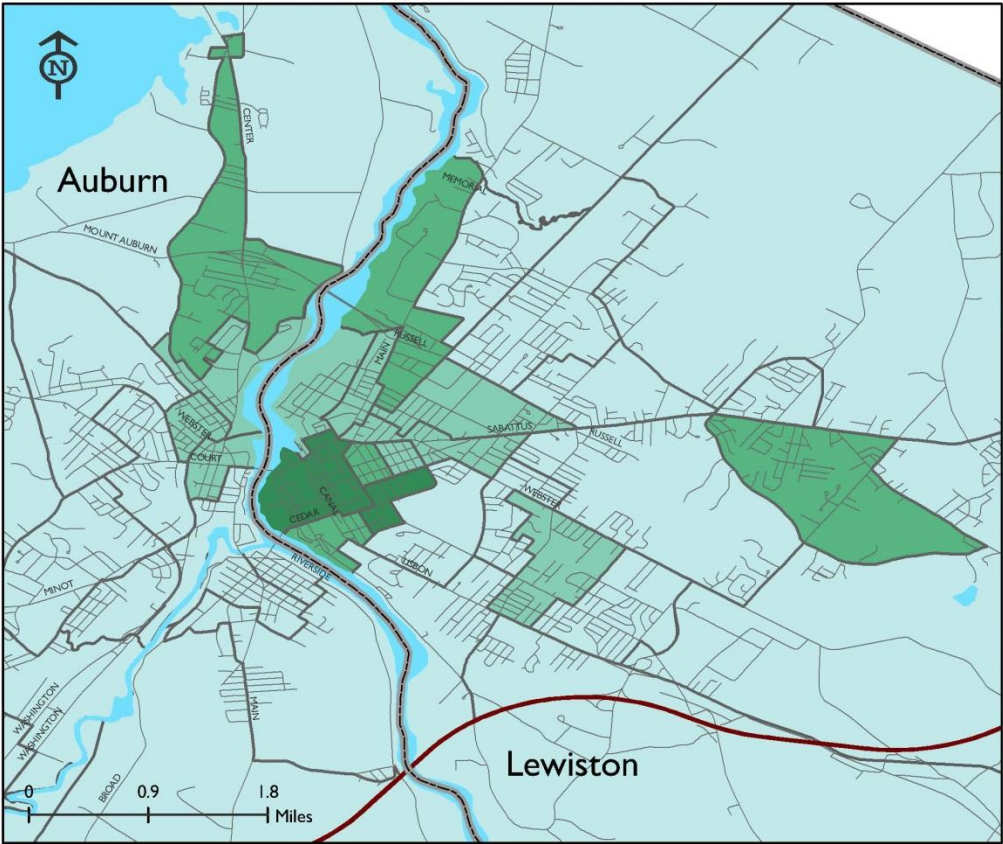 N
CENTER
MEMORIAL
Auburn
MOUNT AUBURN
RUSSELL
MAIN
WEBSTER
SABATTUS
RUSSELL
COURT
WEBSTER
CANAL
CEDAR
LISBON
RIVERSIDE
MINOT
WASHINGTON
WASHINGTON
MAIN
BROAD
Lewiston
0 0.9 1.8
Miles